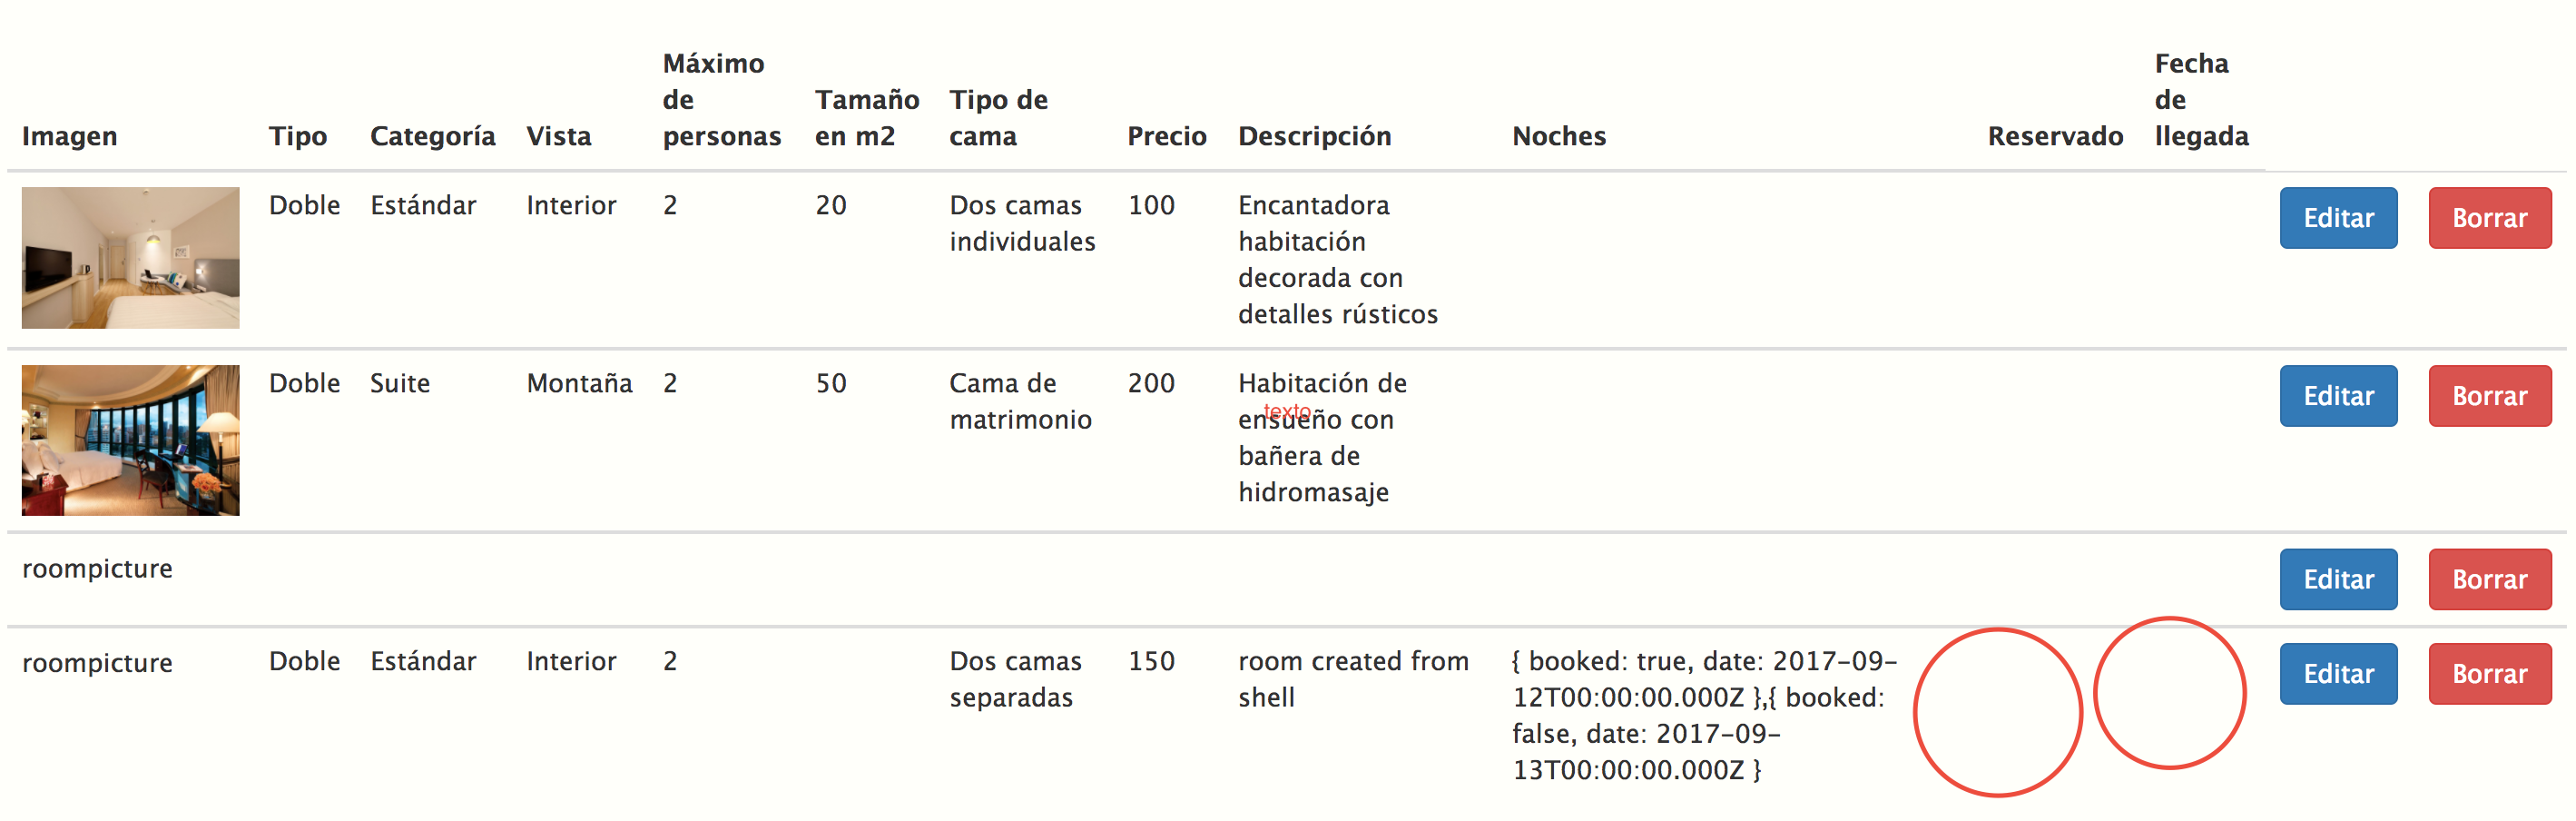 Imagen
Tipo
Categoría
Vista
Máximo
de
personas
Tamaño
en m2
Tipo de
cama
Precio
Descripción
Noches
Reservado
Fecha
de
llegada
Doble
Estándar
Interior
2
20
Dos camas
individuales
100
Encantadora
habitación
decorada con
detalles rústicos
Editar
Borrar
Doble
Suite
Montaña
2
50
Cama de
matrimonio
200
Habitación de
texto
ensueño con
bañera de
hidromasaje
Editar
Borrar
roompicture
Editar
Borrar
roompicture
Doble
Estándar
Interior
2
Dos camas
separadas
150
room created from
shell
{ booked: true, date: 2017-09-
12T00:00:00.000Z },{ booked:
false, date: 2017-09-
13T00:00:00.000Z }
Editar
Borrar